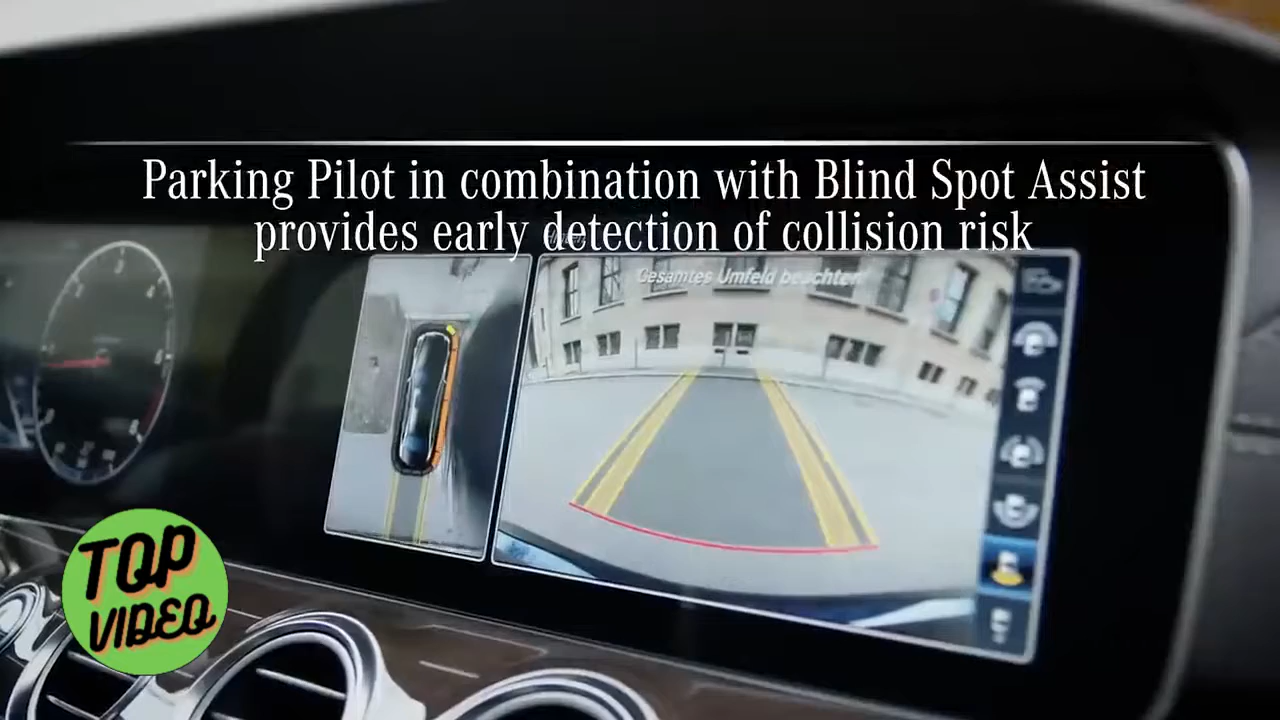 Parking Pilot in combination with Blind Spot Assist
provides early detection of collision risk
Gesamtes Umfeld beachten!
TOP
VIDEO